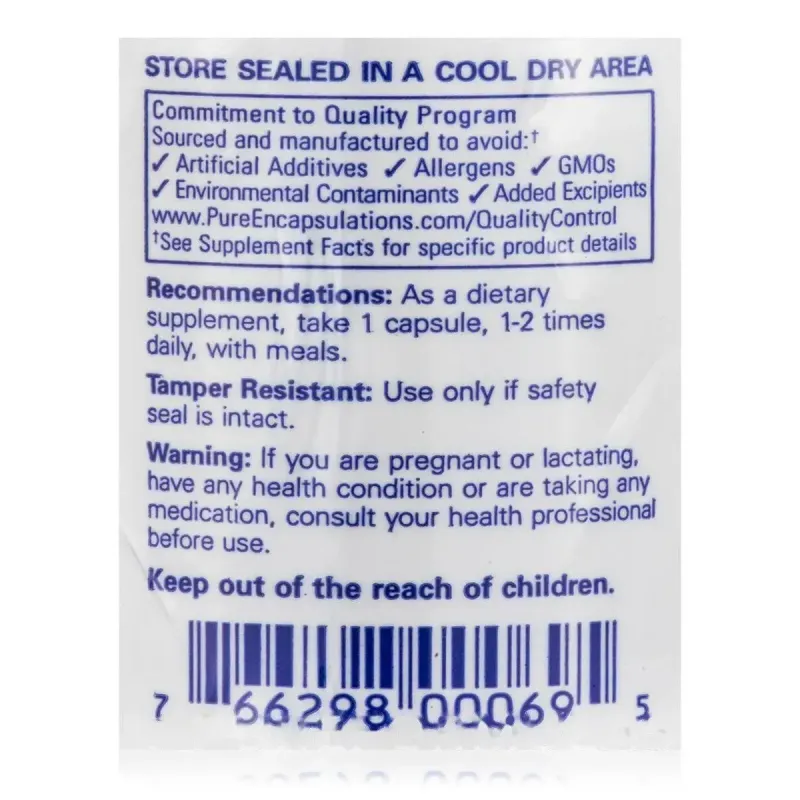 STORE SEALED IN A COOL DRY AREA
Commitment to Quality Program
Sourced and manufactured to avoid:†
✓ Artificial Additives ✓ Allergens ✓ GMOs
✓ Environmental Contaminants ✓ Added Excipients
www.PureEncapsulations.com/QualityControl
†See Supplement Facts for specific product details
Recommendations: As a dietary
supplement, take 1 capsule, 1-2 times
daily, with meals.
Tamper Resistant: Use only if safety
seal is intact.
Warning: If you are pregnant or lactating,
have any health condition or are taking any
medication, consult your health professional
before use.
Keep out of the reach of children.
7 66298 00069 5